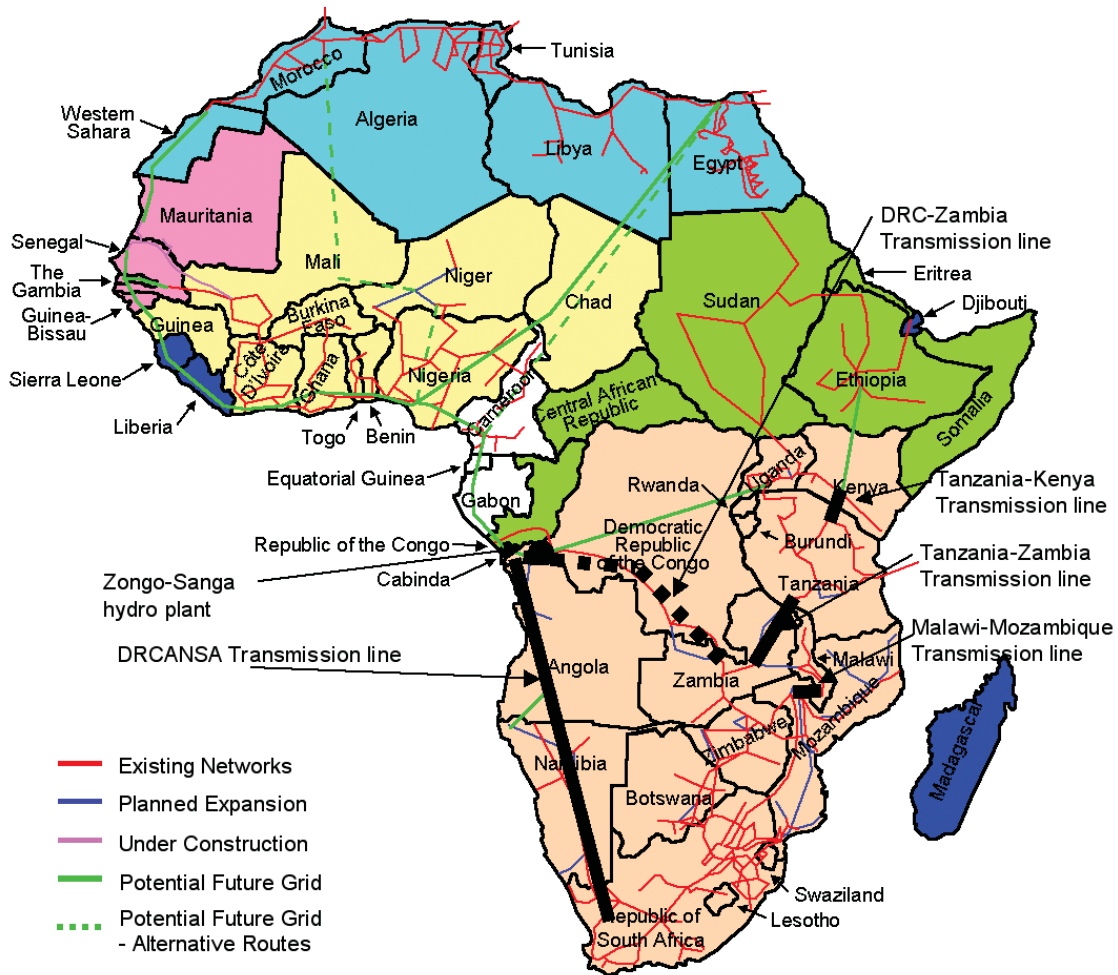 Tunisia
Morocco
Western
Sahara
Algeria
Libya
Egypt
Mauritania
DRC-Zambia
Transmission line
Senegal
The
Gambia
Guinea-
Bissau
Mali
Niger
Chad
Sudan
Eritrea
Djibouti
Burkina
Faso
Guinea
Côte
D'Ivoire
Ghana
Nigeria
Cameroon
Central African
Republic
Ethiopia
Somalia
Sierra Leone
Liberia
Togo
Benin
Equatorial Guinea
Gabon
Rwanda
Uganda
Kenya
Tanzania-Kenya
Transmission line
Republic of the Congo
Democratic
Republic
of the Congo
Burundi
Cabinda
Zongo-Sanga
hydro plant
Tanzania
Tanzania-Zambia
Transmission line
DRCANSA Transmission line
Angola
Zambia
Malawi
Malawi-Mozambique
Transmission line
Mozambique
Zimbabwe
Madagascar
Namibia
Botswana
Swaziland
Lesotho
Republic of
South Africa
Existing Networks
Planned Expansion
Under Construction
Potential Future Grid
Potential Future Grid
- Alternative Routes